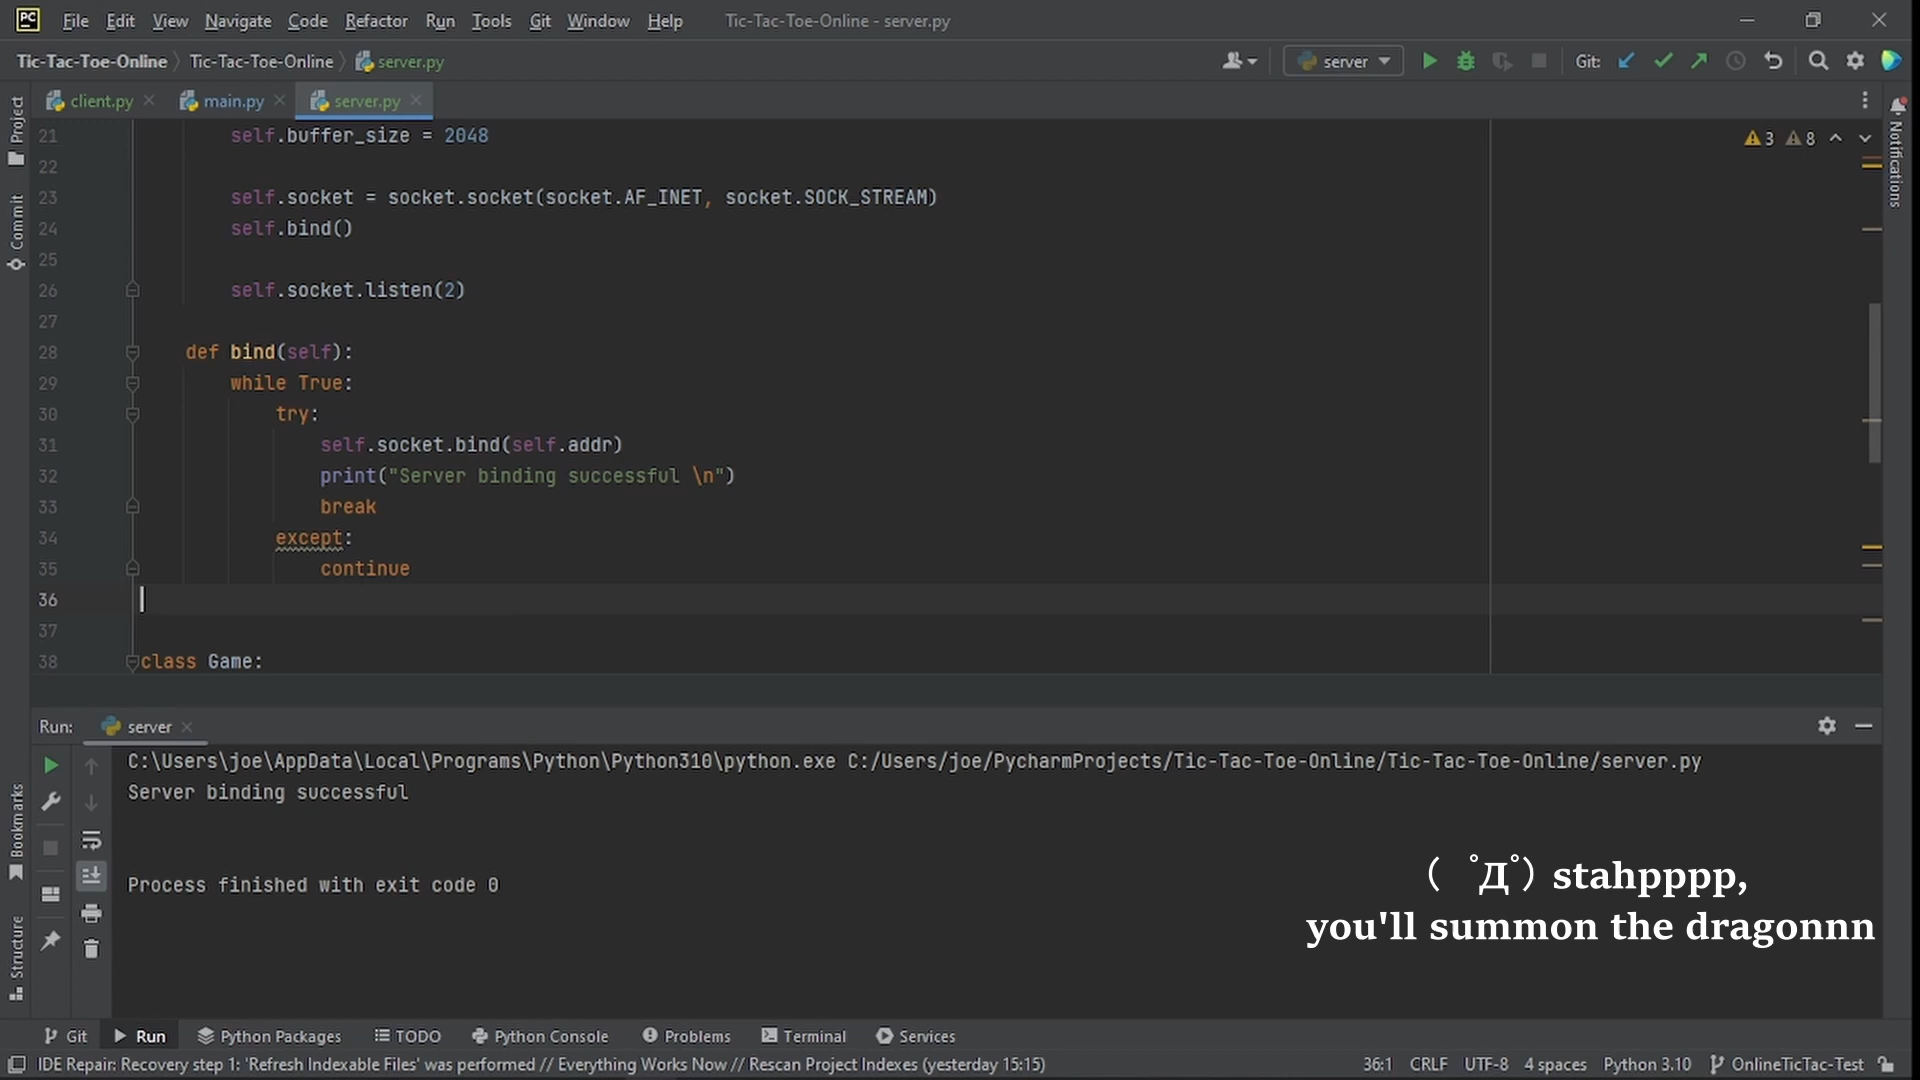 PC File Edit View Navigate Code Refactor Run Tools Git Window Help Tic-Tac-Toe-Online - server.py
Tic-Tac-Toe-Online Tic-Tac-Toe-Online server.py server Git:
client.py main.py server.py
Project
Commit
Bookmarks
Structure
Notifications
3 8
21 self.buffer_size = 2048
22
23 self.socket = socket.socket(socket.AF_INET, socket.SOCK_STREAM)
24 self.bind()
25
26 self.socket.listen(2)
27
28 def bind(self):
29 while True:
30 try:
31 self.socket.bind(self.addr)
32 print("Server binding successful \n")
33 break
34 except:
35 continue
36
37
38 class Game:
Run: server
C:\Users\joe\AppData\Local\Programs\Python\Python310\python.exe C:/Users/joe/PycharmProjects/Tic-Tac-Toe-Online/Tic-Tac-Toe-Online/server.py
Server binding successful
Process finished with exit code 0
( ﾟДﾟ) stahpppp,
you'll summon the dragonnn
Git Run Python Packages TODO Python Console Problems Terminal Services
IDE Repair: Recovery step 1: 'Refresh Indexable Files' was performed // Everything Works Now // Rescan Project Indexes (yesterday 15:15) 36:1 CRLF UTF-8 4 spaces Python 3.10 OnlineTicTac-Test